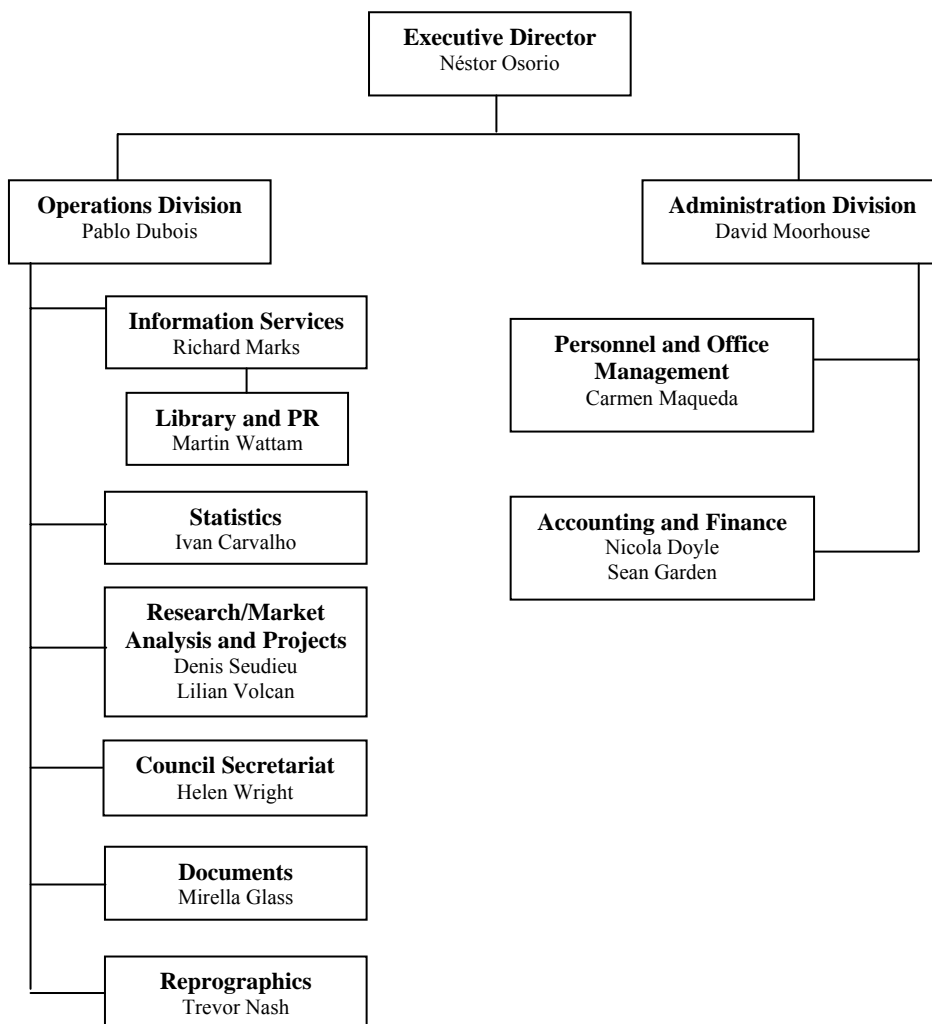 Executive Director
Néstor Osorio
Operations Division
Pablo Dubois
Administration Division
David Moorhouse
Information Services
Richard Marks
Library and PR
Martin Wattam
Statistics
Ivan Carvalho
Research/Market
Analysis and Projects
Denis Seudieu
Lilian Volcan
Council Secretariat
Helen Wright
Documents
Mirella Glass
Reprographics
Trevor Nash
Personnel and Office
Management
Carmen Maqueda
Accounting and Finance
Nicola Doyle
Sean Garden